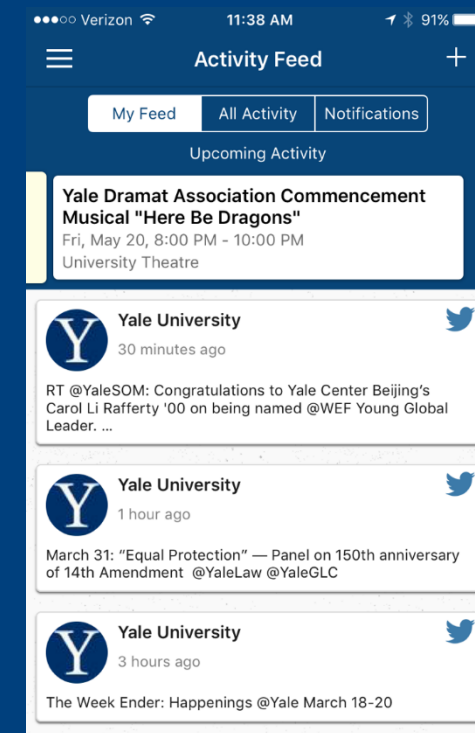 Verizon 11:38 AM 91%
Activity Feed +
My Feed All Activity Notifications
Upcoming Activity
Yale Dramat Association Commencement
Musical "Here Be Dragons"
Fri, May 20, 8:00 PM - 10:00 PM
University Theatre
Y Yale University
30 minutes ago
RT @YaleSOM: Congratulations to Yale Center Beijing’s
Carol Li Rafferty '00 on being named @WEF Young Global
Leader. ...
Y Yale University
1 hour ago
March 31: “Equal Protection” — Panel on 150th anniversary
of 14th Amendment @YaleLaw @YaleGLC
Y Yale University
3 hours ago
The Week Ender: Happenings @Yale March 18-20